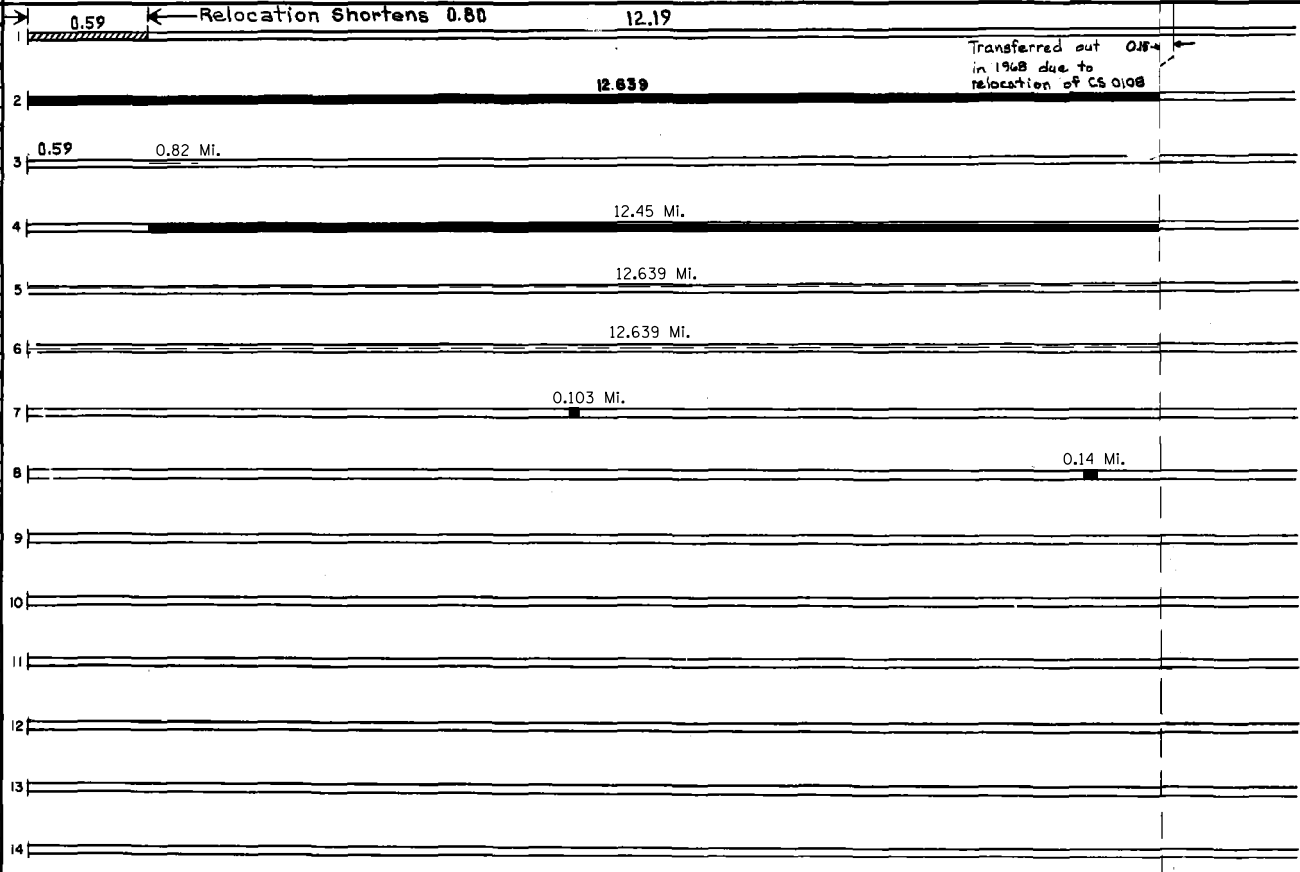 0.59 Relocation Shortens 0.80 12.19
1
Transferred out 0.15
in 1968 due to
relocation of CS 0108
12.639
2
0.59 0.82 Mi.
3
12.45 Mi.
4
12.639 Mi.
5
12.639 Mi.
6
0.103 Mi.
7
0.14 Mi.
8
9
10
11
12
13
14